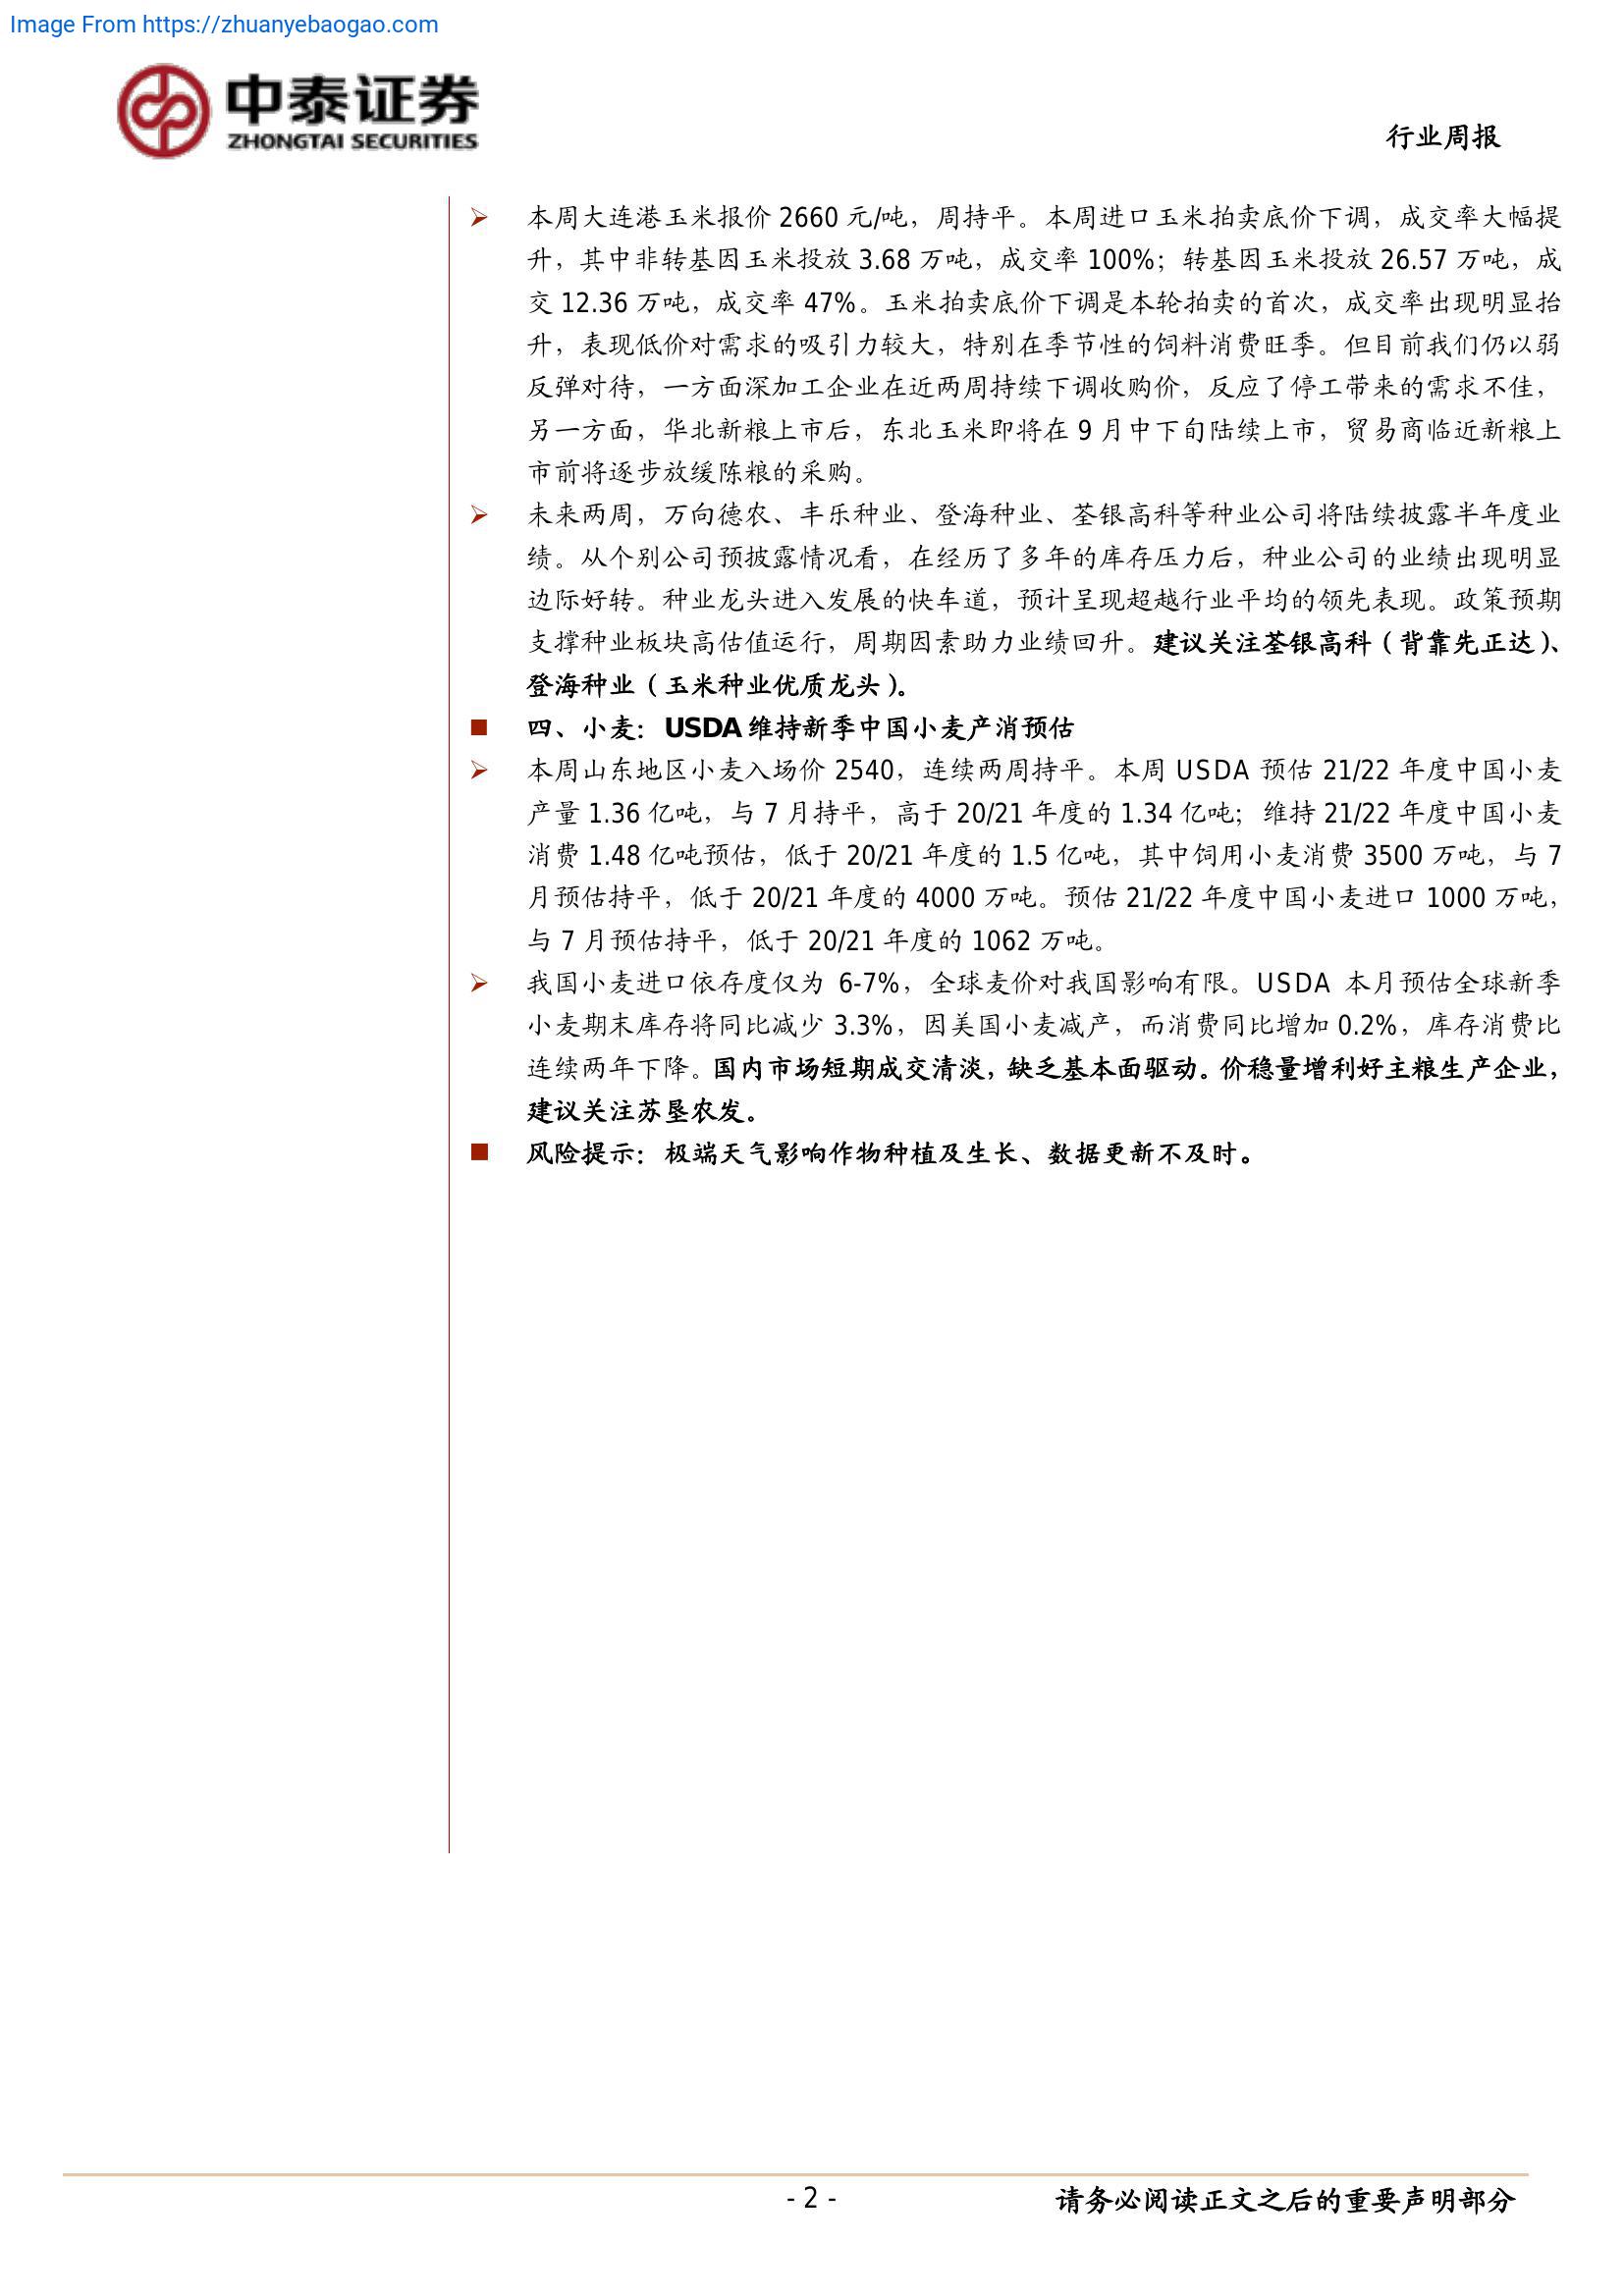 Image From https://zhuanyebaogao.com
中泰证券
ZHONGTAI SECURITIES
行业周报
本周大连港玉米报价 2660 元/吨，周持平。本周进口玉米拍卖底价下调，成交率大幅提
升，其中非转基因玉米投放 3.68 万吨，成交率 100%；转基因玉米投放 26.57 万吨，成
交 12.36 万吨，成交率 47%。玉米拍卖底价下调是本轮拍卖的首次，成交率出现明显抬
升，表现低价对需求的吸引力较大，特别在季节性的饲料消费旺季。但目前我们仍以弱
反弹对待，一方面深加工企业在近两周持续下调收购价，反应了停工带来的需求不佳，
另一方面，华北新粮上市后，东北玉米即将在 9 月中下旬陆续上市，贸易商临近新粮上
市前将逐步放缓陈粮的采购。
未来两周，万向德农、丰乐种业、登海种业、荃银高科等种业公司将陆续披露半年度业
绩。从个别公司预披露情况看，在经历了多年的库存压力后，种业公司的业绩出现明显
边际好转。种业龙头进入发展的快车道，预计呈现超越行业平均的领先表现。政策预期
支撑种业板块高估值运行，周期因素助力业绩回升。建议关注荃银高科（背靠先正达）、
登海种业（玉米种业优质龙头）。
四、小麦：USDA 维持新季中国小麦产消预估
本周山东地区小麦入场价 2540，连续两周持平。本周 USDA 预估 21/22 年度中国小麦
产量 1.36 亿吨，与 7 月持平，高于 20/21 年度的 1.34 亿吨；维持 21/22 年度中国小麦
消费 1.48 亿吨预估，低于 20/21 年度的 1.5 亿吨，其中饲用小麦消费 3500 万吨，与 7
月预估持平，低于 20/21 年度的 4000 万吨。预估 21/22 年度中国小麦进口 1000 万吨，
与 7 月预估持平，低于 20/21 年度的 1062 万吨。
我国小麦进口依存度仅为 6-7%，全球麦价对我国影响有限。USDA 本月预估全球新季
小麦期末库存将同比减少 3.3%，因美国小麦减产，而消费同比增加 0.2%，库存消费比
连续两年下降。国内市场短期成交清淡，缺乏基本面驱动。价稳量增利好主粮生产企业，
建议关注苏垦农发。
风险提示：极端天气影响作物种植及生长、数据更新不及时。
- 2 -
请务必阅读正文之后的重要声明部分